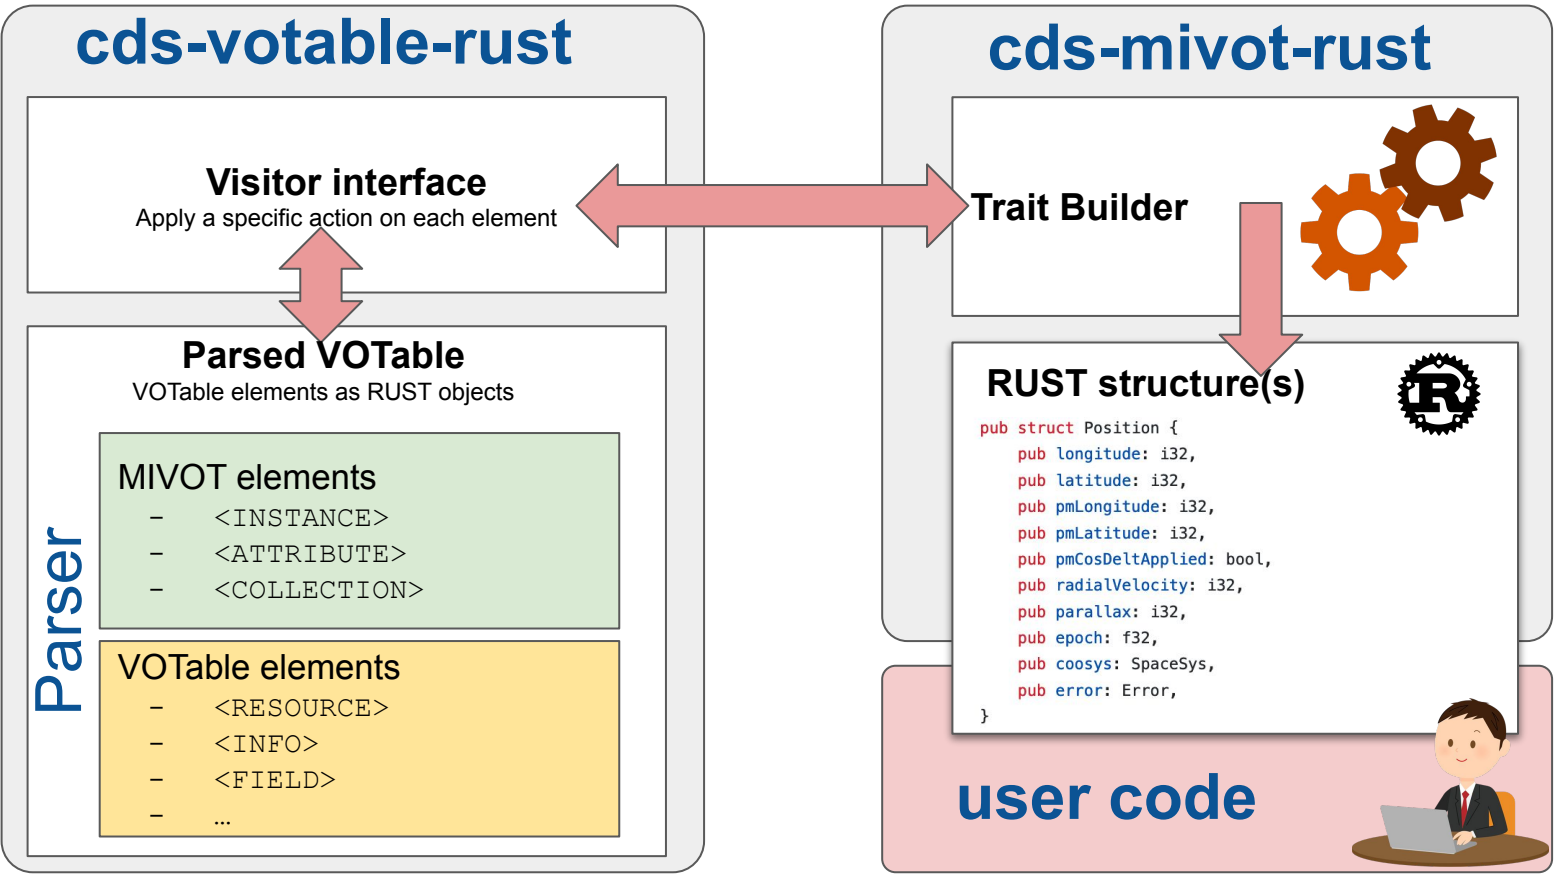 cds-votable-rust
Visitor interface
Apply a specific action on each element
Parsed VOTable
VOTable elements as RUST objects
Parser
MIVOT elements
- <INSTANCE>
- <ATTRIBUTE>
- <COLLECTION>
VOTable elements
- <RESOURCE>
- <INFO>
- <FIELD>
- …
cds-mivot-rust
Trait Builder
RUST structure(s)
R
pub struct Position {
    pub longitude: i32,
    pub latitude: i32,
    pub pmLongitude: i32,
    pub pmLatitude: i32,
    pub pmCosDeltApplied: bool,
    pub radialVelocity: i32,
    pub parallax: i32,
    pub epoch: f32,
    pub coosys: SpaceSys,
    pub error: Error,
}
user code